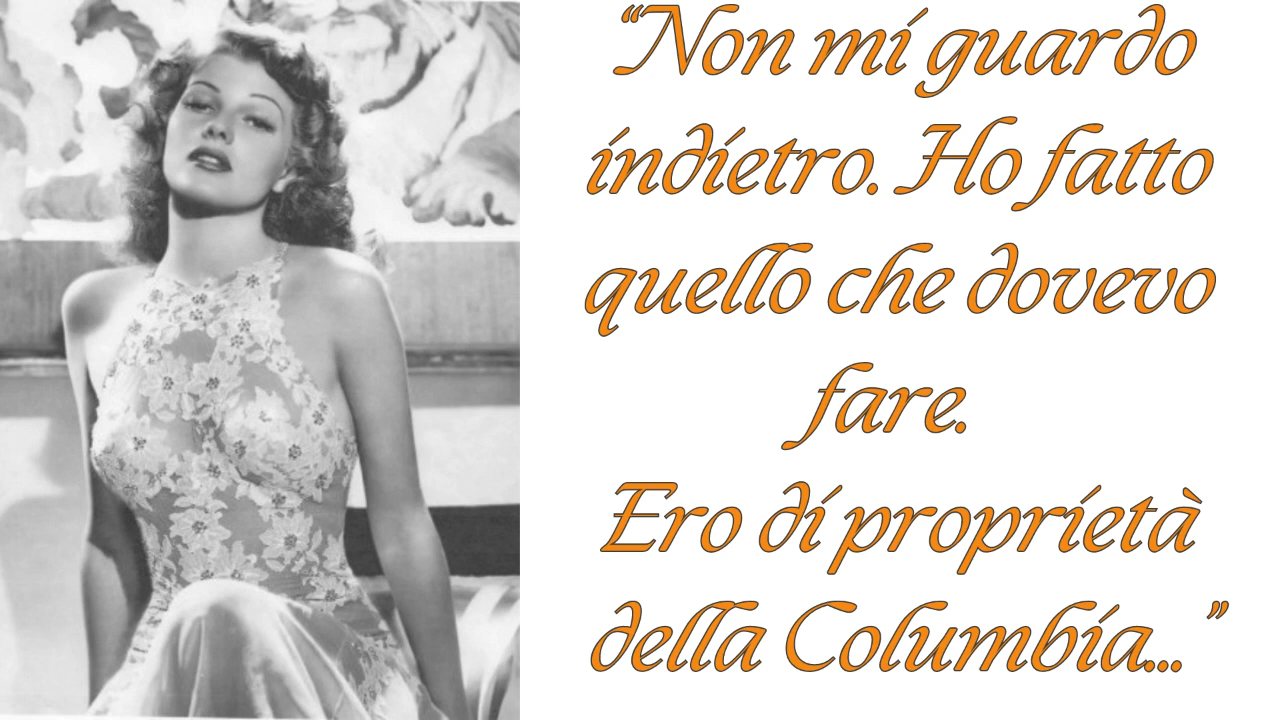 “Non mi guardo
indietro. Ho fatto
quello che dovevo
fare.
Ero di proprietà
della Columbia... ”